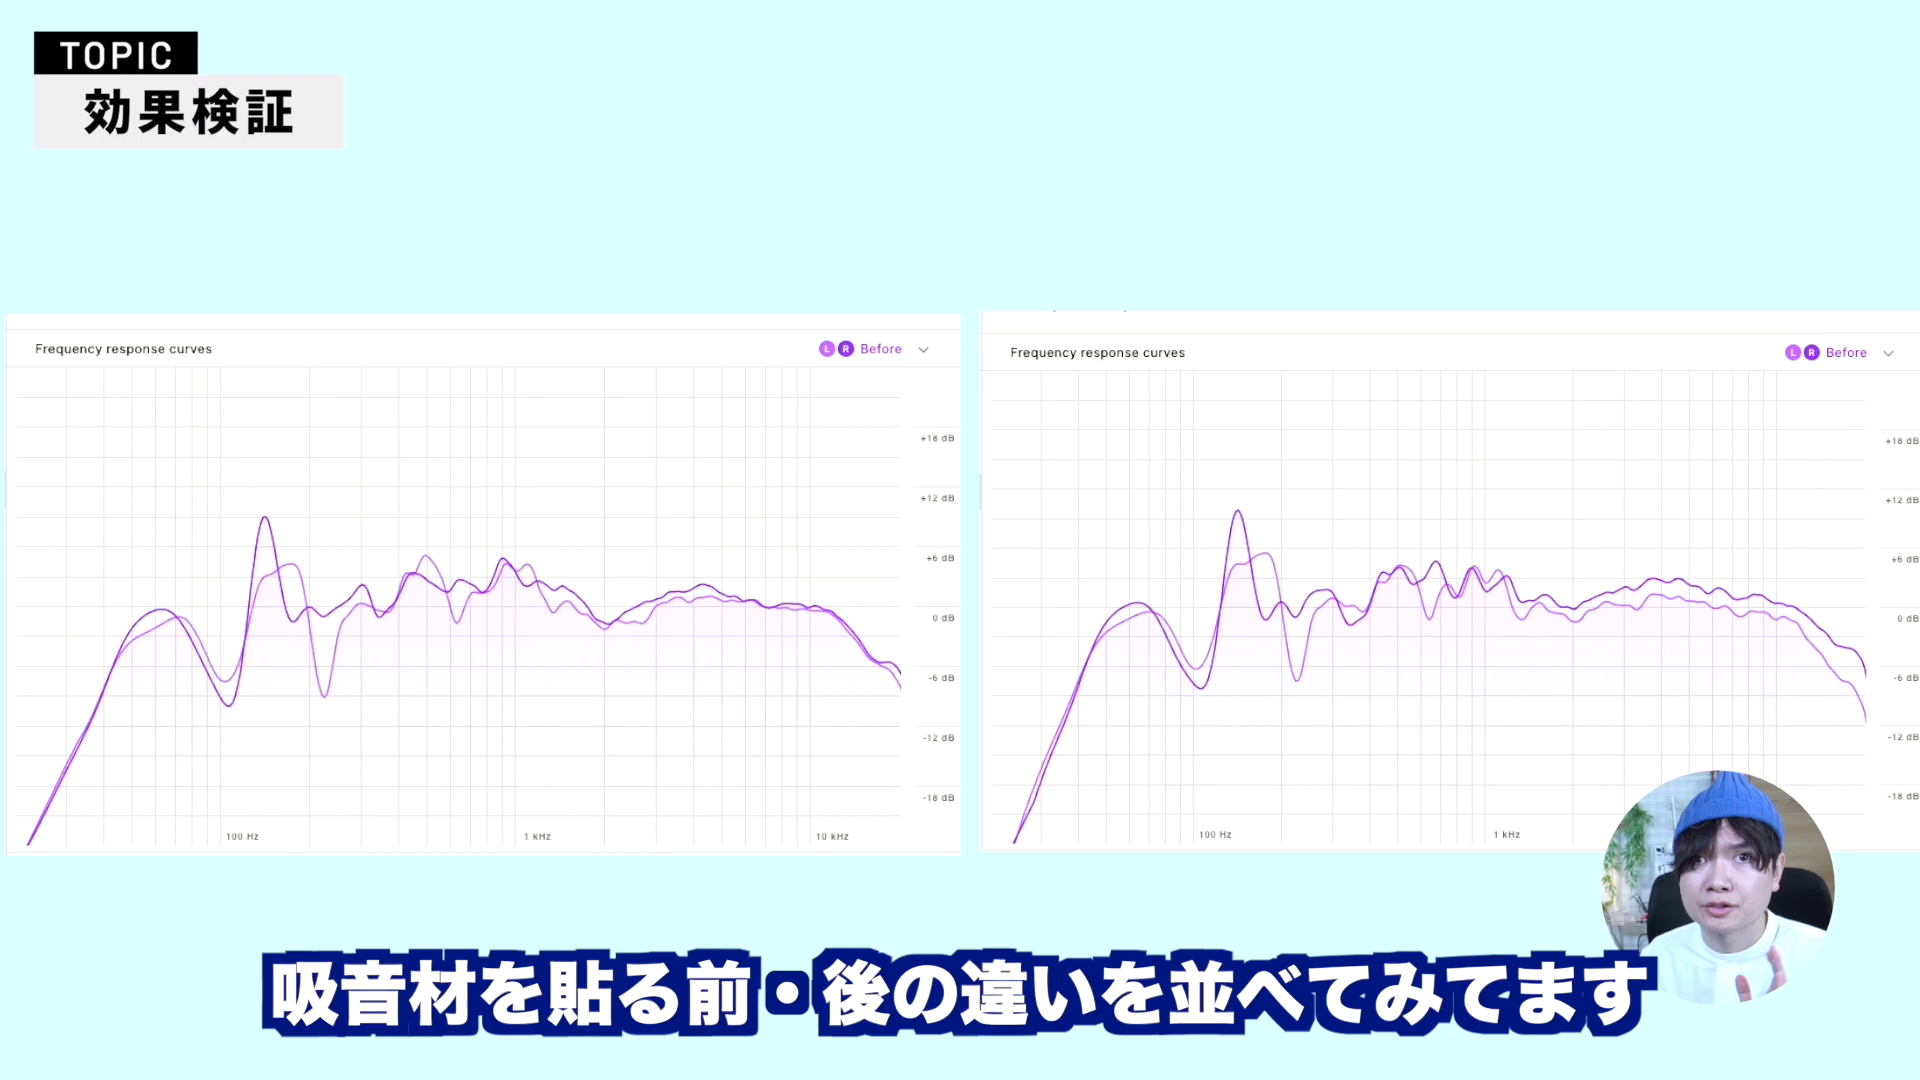 TOPIC
効果検証
Frequency response curves
L R Before
+18 dB
+12 dB
+6 dB
0 dB
-6 dB
-12 dB
-18 dB
100 Hz
1 kHz
10 kHz
Frequency response curves
L R Before
+18 dB
+12 dB
+6 dB
0 dB
-6 dB
-12 dB
-18 dB
100 Hz
1 kHz
吸音材を貼る前・後の違いを並べてみてます